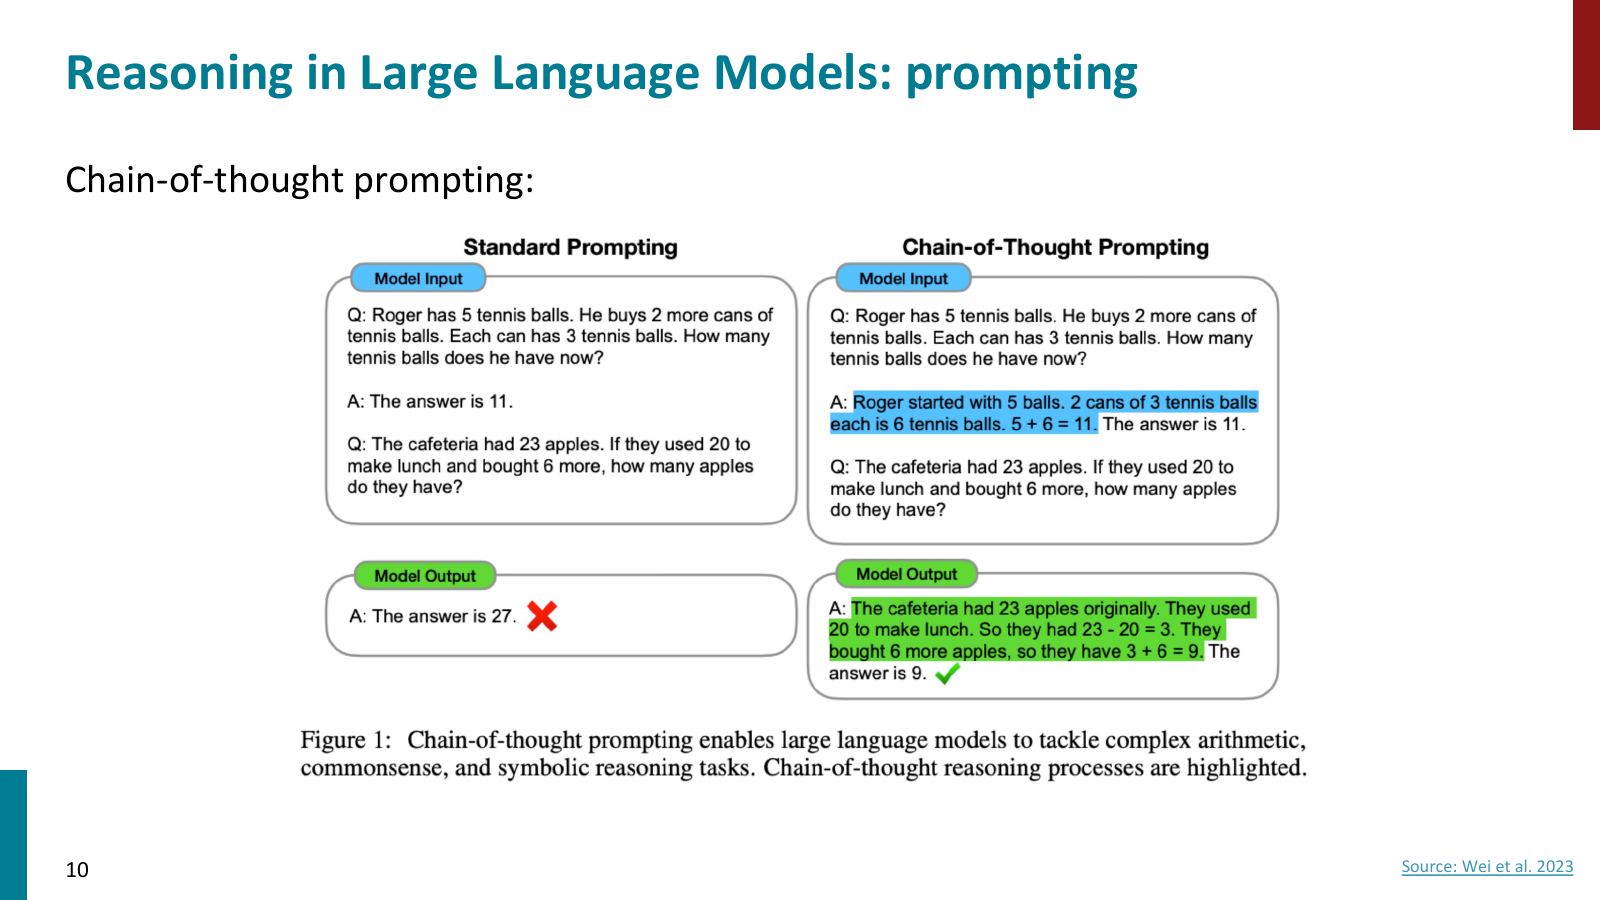 Reasoning in Large Language Models: prompting
Chain-of-thought prompting:
Standard Prompting
Model Input
Q: Roger has 5 tennis balls. He buys 2 more cans of
tennis balls. Each can has 3 tennis balls. How many
tennis balls does he have now?
A: The answer is 11.
Q: The cafeteria had 23 apples. If they used 20 to
make lunch and bought 6 more, how many apples
do they have?
Model Output
A: The answer is 27.
Chain-of-Thought Prompting
Model Input
Q: Roger has 5 tennis balls. He buys 2 more cans of
tennis balls. Each can has 3 tennis balls. How many
tennis balls does he have now?
A: Roger started with 5 balls. 2 cans of 3 tennis balls
each is 6 tennis balls. 5 + 6 = 11. The answer is 11.
Q: The cafeteria had 23 apples. If they used 20 to
make lunch and bought 6 more, how many apples
do they have?
Model Output
A: The cafeteria had 23 apples originally. They used
20 to make lunch. So they had 23 - 20 = 3. They
bought 6 more apples, so they have 3 + 6 = 9. The
answer is 9.
Figure 1: Chain-of-thought prompting enables large language models to tackle complex arithmetic,
commonsense, and symbolic reasoning tasks. Chain-of-thought reasoning processes are highlighted.
10
Source: Wei et al. 2023